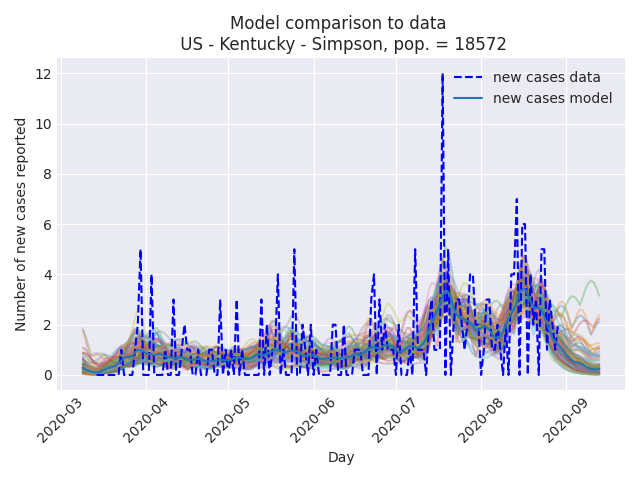 Model comparison to data
US - Kentucky - Simpson, pop. = 18572
new cases data
new cases model
Number of new cases reported
12
10
8
6
4
2
0
2020-03
2020-04
2020-05
2020-06
2020-07
2020-08
2020-09
Day